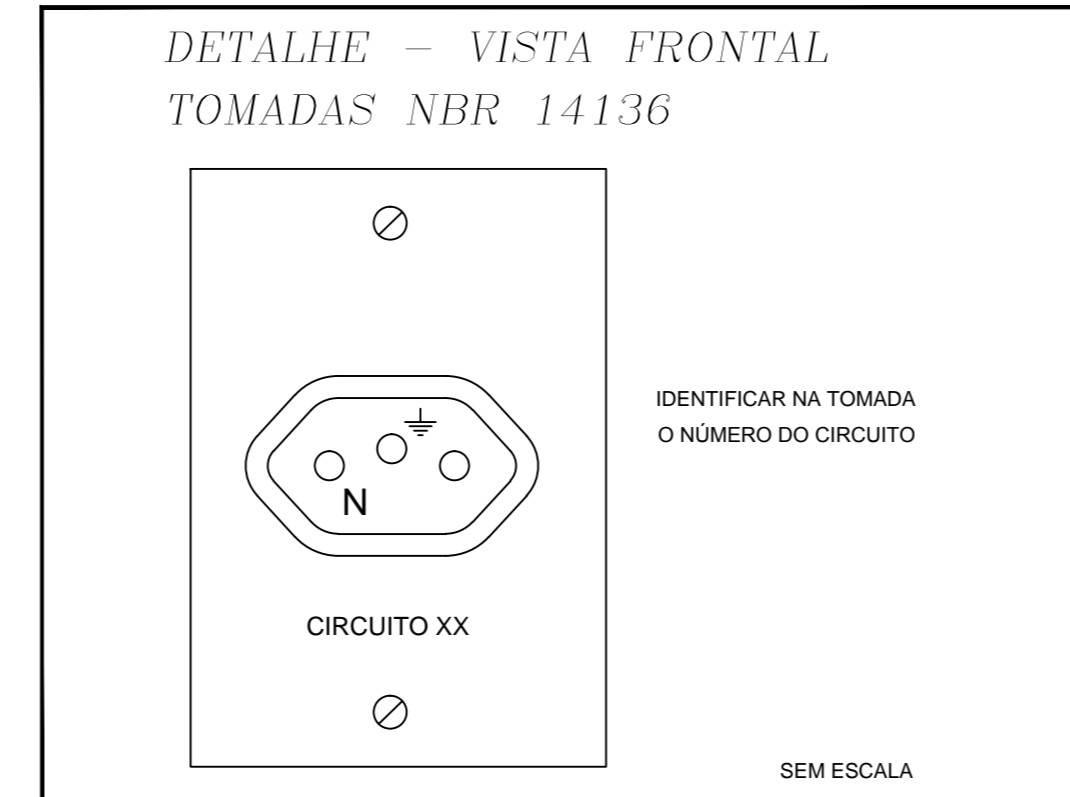 DETALHE – VISTA FRONTAL
TOMADAS NBR 14136
IDENTIFICAR NA TOMADA
O NÚMERO DO CIRCUITO
N
CIRCUITO XX
SEM ESCALA